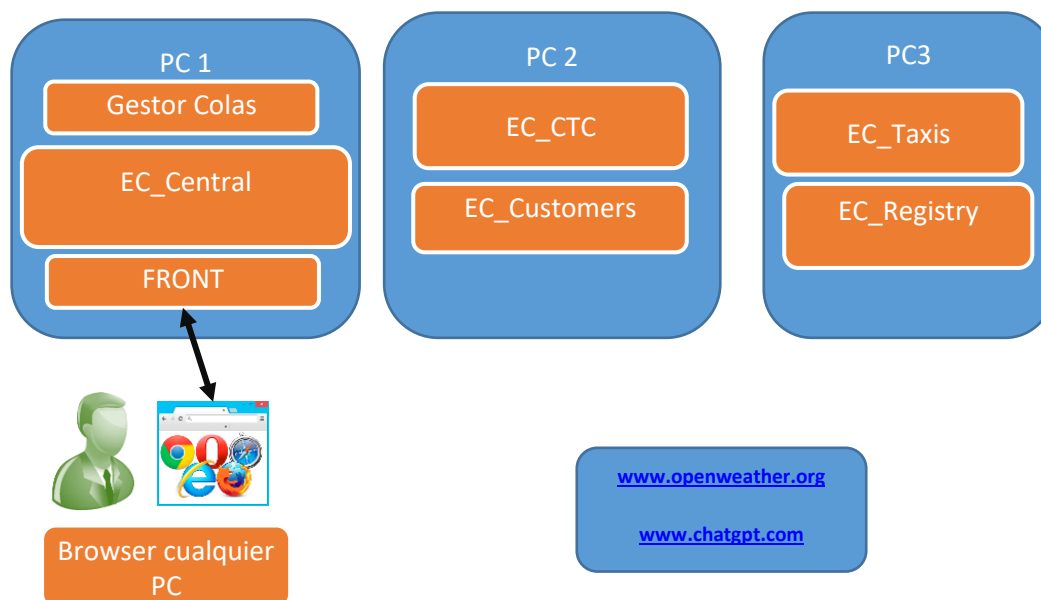 PC 1
Gestor Colas
EC_Central
FRONT
PC 2
EC_CTC
EC_Customers
PC3
EC_Taxis
EC_Registry
Browser cualquier
PC
www.openweather.org
www.chatgpt.com